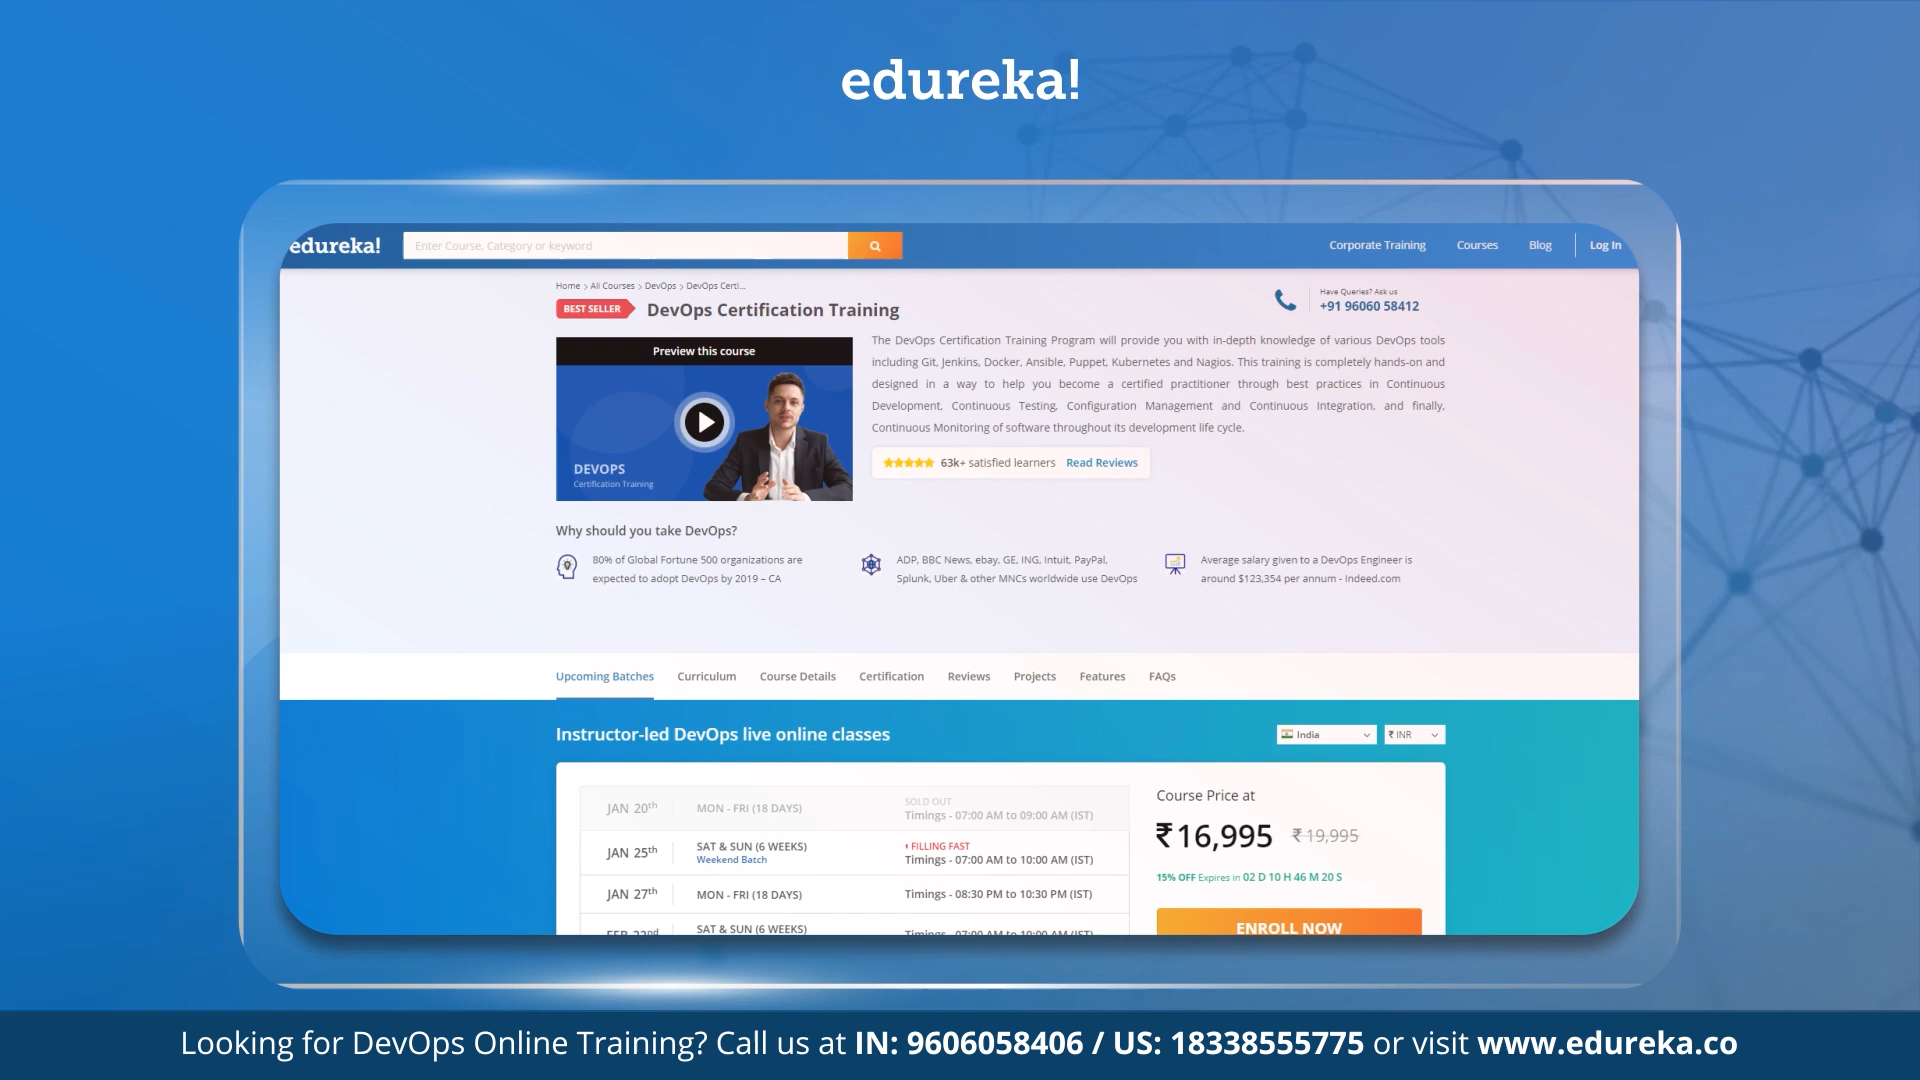 edureka!
edureka!
Enter Course, Category or keyword
Corporate Training
Courses
Blog
Log In
Home > All Courses > DevOps > DevOps Certi...
BEST SELLER
DevOps Certification Training
Have Queries? Ask us
+91 96060 58412
Preview this course
DEVOPS
Certification Training
The DevOps Certification Training Program will provide you with in-depth knowledge of various DevOps tools
including Git, Jenkins, Docker, Ansible, Puppet, Kubernetes and Nagios. This training is completely hands-on and
designed in a way to help you become a certified practitioner through best practices in Continuous
Development, Continuous Testing, Configuration Management and Continuous Integration, and finally,
Continuous Monitoring of software throughout its development life cycle.
63k+ satisfied learners Read Reviews
Why should you take DevOps?
80% of Global Fortune 500 organizations are
expected to adopt DevOps by 2019 – CA
ADP, BBC News, ebay, GE, ING, Intuit, PayPal,
Splunk, Uber & other MNCs worldwide use DevOps
Average salary given to a DevOps Engineer is
around $123,354 per annum - Indeed.com
Upcoming Batches
Curriculum
Course Details
Certification
Reviews
Projects
Features
FAQs
Instructor-led DevOps live online classes
India
₹ INR
JAN 20th
MON - FRI (18 DAYS)
SOLD OUT
Timings - 07:00 AM to 09:00 AM (IST)
JAN 25th
SAT & SUN (6 WEEKS)
Weekend Batch
FILLING FAST
Timings - 07:00 AM to 10:00 AM (IST)
JAN 27th
MON - FRI (18 DAYS)
Timings - 08:30 PM to 10:30 PM (IST)
FEB 22nd
SAT & SUN (6 WEEKS)
Timings - 07:00 AM to 10:00 AM (IST)
Course Price at
₹16,995 ₹19,995
15% OFF Expires in 02 D 10 H 46 M 20 S
ENROLL NOW
Looking for DevOps Online Training? Call us at IN: 9606058406 / US: 18338555775 or visit www.edureka.co